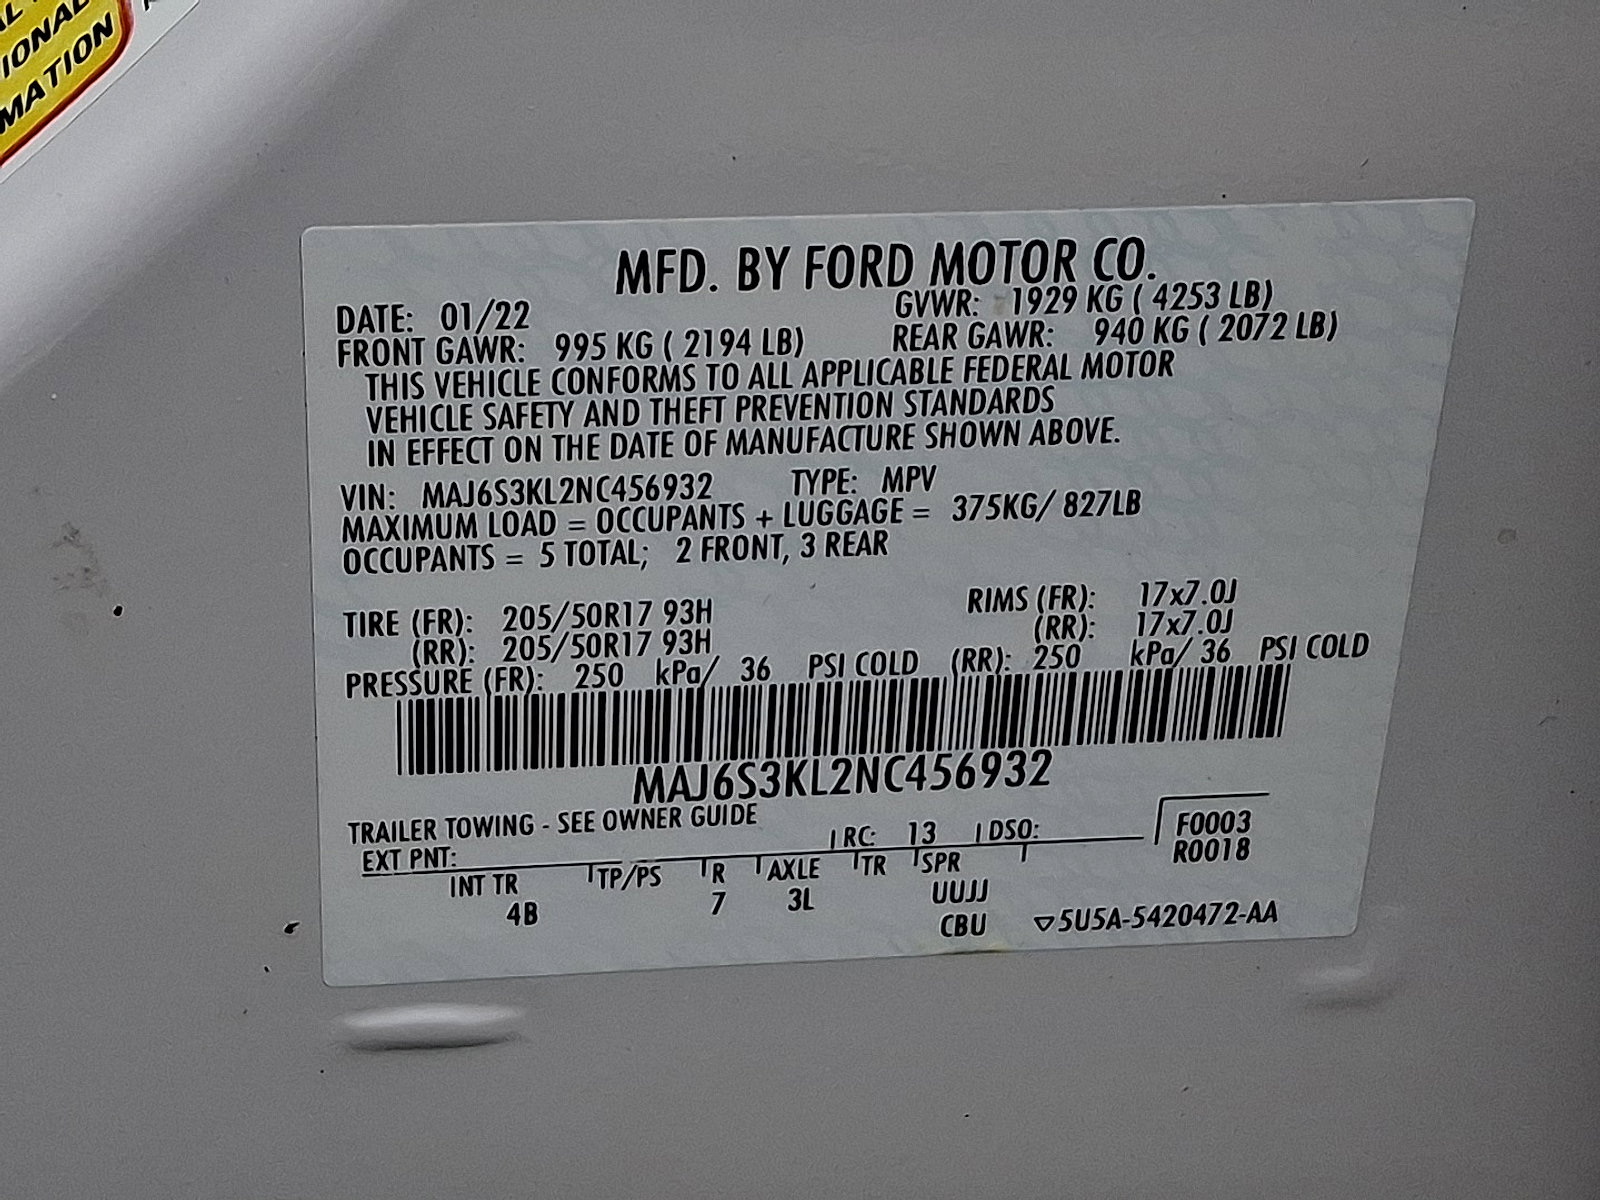 IONAL
MATION
MFD. BY FORD MOTOR CO.
DATE: 01/22 GVWR: 1929 KG ( 4253 LB)
FRONT GAWR: 995 KG ( 2194 LB) REAR GAWR: 940 KG ( 2072 LB)
THIS VEHICLE CONFORMS TO ALL APPLICABLE FEDERAL MOTOR
VEHICLE SAFETY AND THEFT PREVENTION STANDARDS
IN EFFECT ON THE DATE OF MANUFACTURE SHOWN ABOVE.
VIN: MAJ6S3KL2NC456932 TYPE: MPV
MAXIMUM LOAD = OCCUPANTS + LUGGAGE = 375KG/ 827LB
OCCUPANTS = 5 TOTAL; 2 FRONT, 3 REAR
TIRE (FR): 205/50R17 93H RIMS (FR): 17x7.0J
(RR): 205/50R17 93H (RR): 17x7.0J
PRESSURE (FR): 250 kPa/ 36 PSI COLD (RR): 250 kPa/ 36 PSI COLD
MAJ6S3KL2NC456932
TRAILER TOWING - SEE OWNER GUIDE
EXT PNT: RC: 13 DSO: F0003
R0018
INT TR TP/PS R AXLE TR SPR
4B 7 3L UUJJ
CBU ▽5U5A-5420472-AA